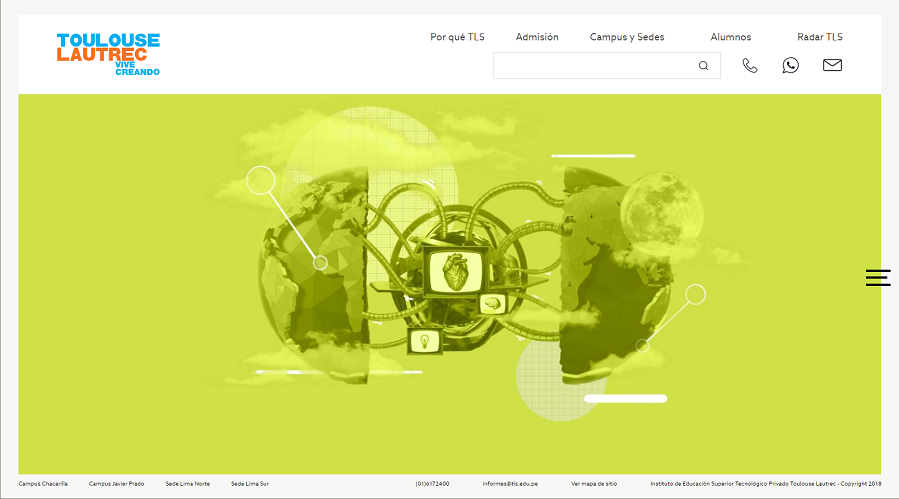 TOULOUSE
LAUTREC
VIVE
CREANDO
Por qué TLS Admisión Campus y Sedes Alumnos Radar TLS
Campus Chacarilla Campus Javier Prado Sede Lima Norte Sede Lima Sur (01)6172400 informes@tls.edu.pe Ver mapa de sitio Instituto de Educación Superior Tecnológico Privado Toulouse Lautrec - Copyright 2018